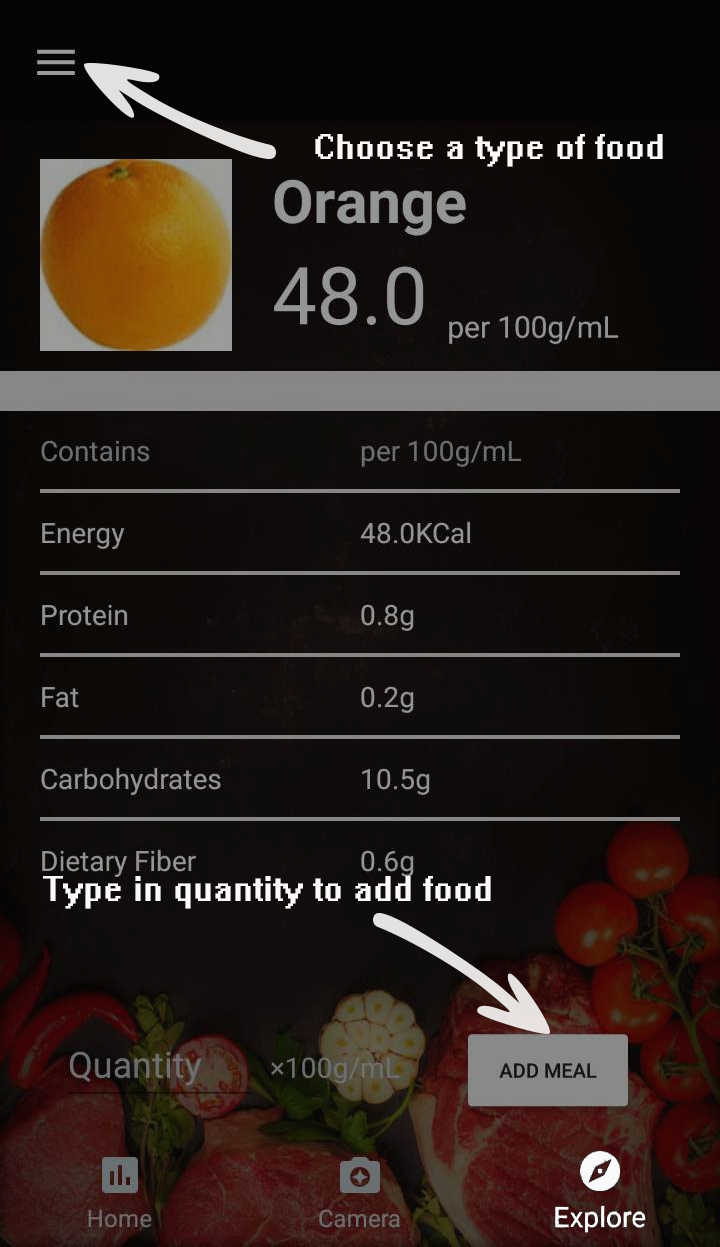 Choose a type of food
Orange
48.0 per 100g/mL
Contains per 100g/mL
Energy 48.0KCal
Protein 0.8g
Fat 0.2g
Carbohydrates 10.5g
Dietary Fiber 0.6g
Type in quantity to add food
Quantity ×100g/mL ADD MEAL
Home Camera Explore